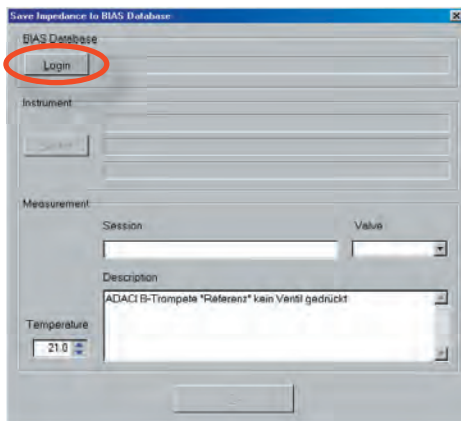 Save Impedance to BIAS Database
BIAS Database
Login
Instrument
Measurement
Session
Valve
Description
ADACI B-Trompete "Referenz" kein Ventil gedrückt
Temperature
21.0